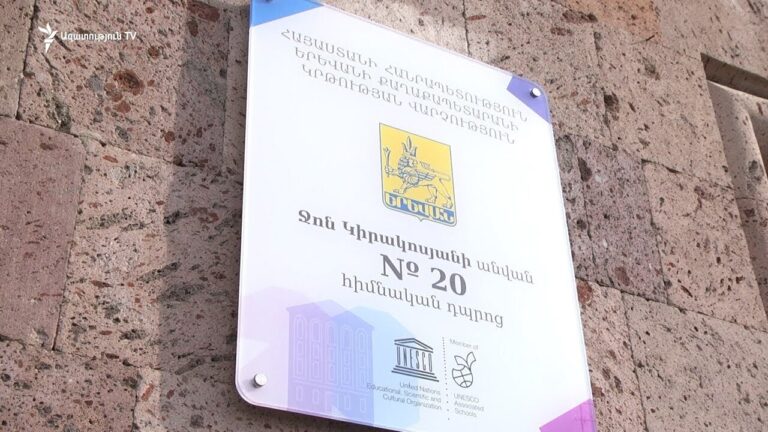 Ազատություն TV
ՀԱՅԱՍՏԱՆԻ ՀԱՆՐԱՊԵՏՈՒԹՅՈՒՆ
ԵՐԵՎԱՆԻ ՔԱՂԱՔԱՊԵՏԱՐԱՆԻ
ԿՐԹՈՒԹՅԱՆ ՎԱՐՉՈՒԹՅՈՒՆ
ԵՐԵՎԱՆ
Ջոն Կիրակոսյանի անվան
№ 20
հիմնական դպրոց
UNESCO
United Nations
Educational, Scientific and
Cultural Organization
Member of
UNESCO
Associated
Schools